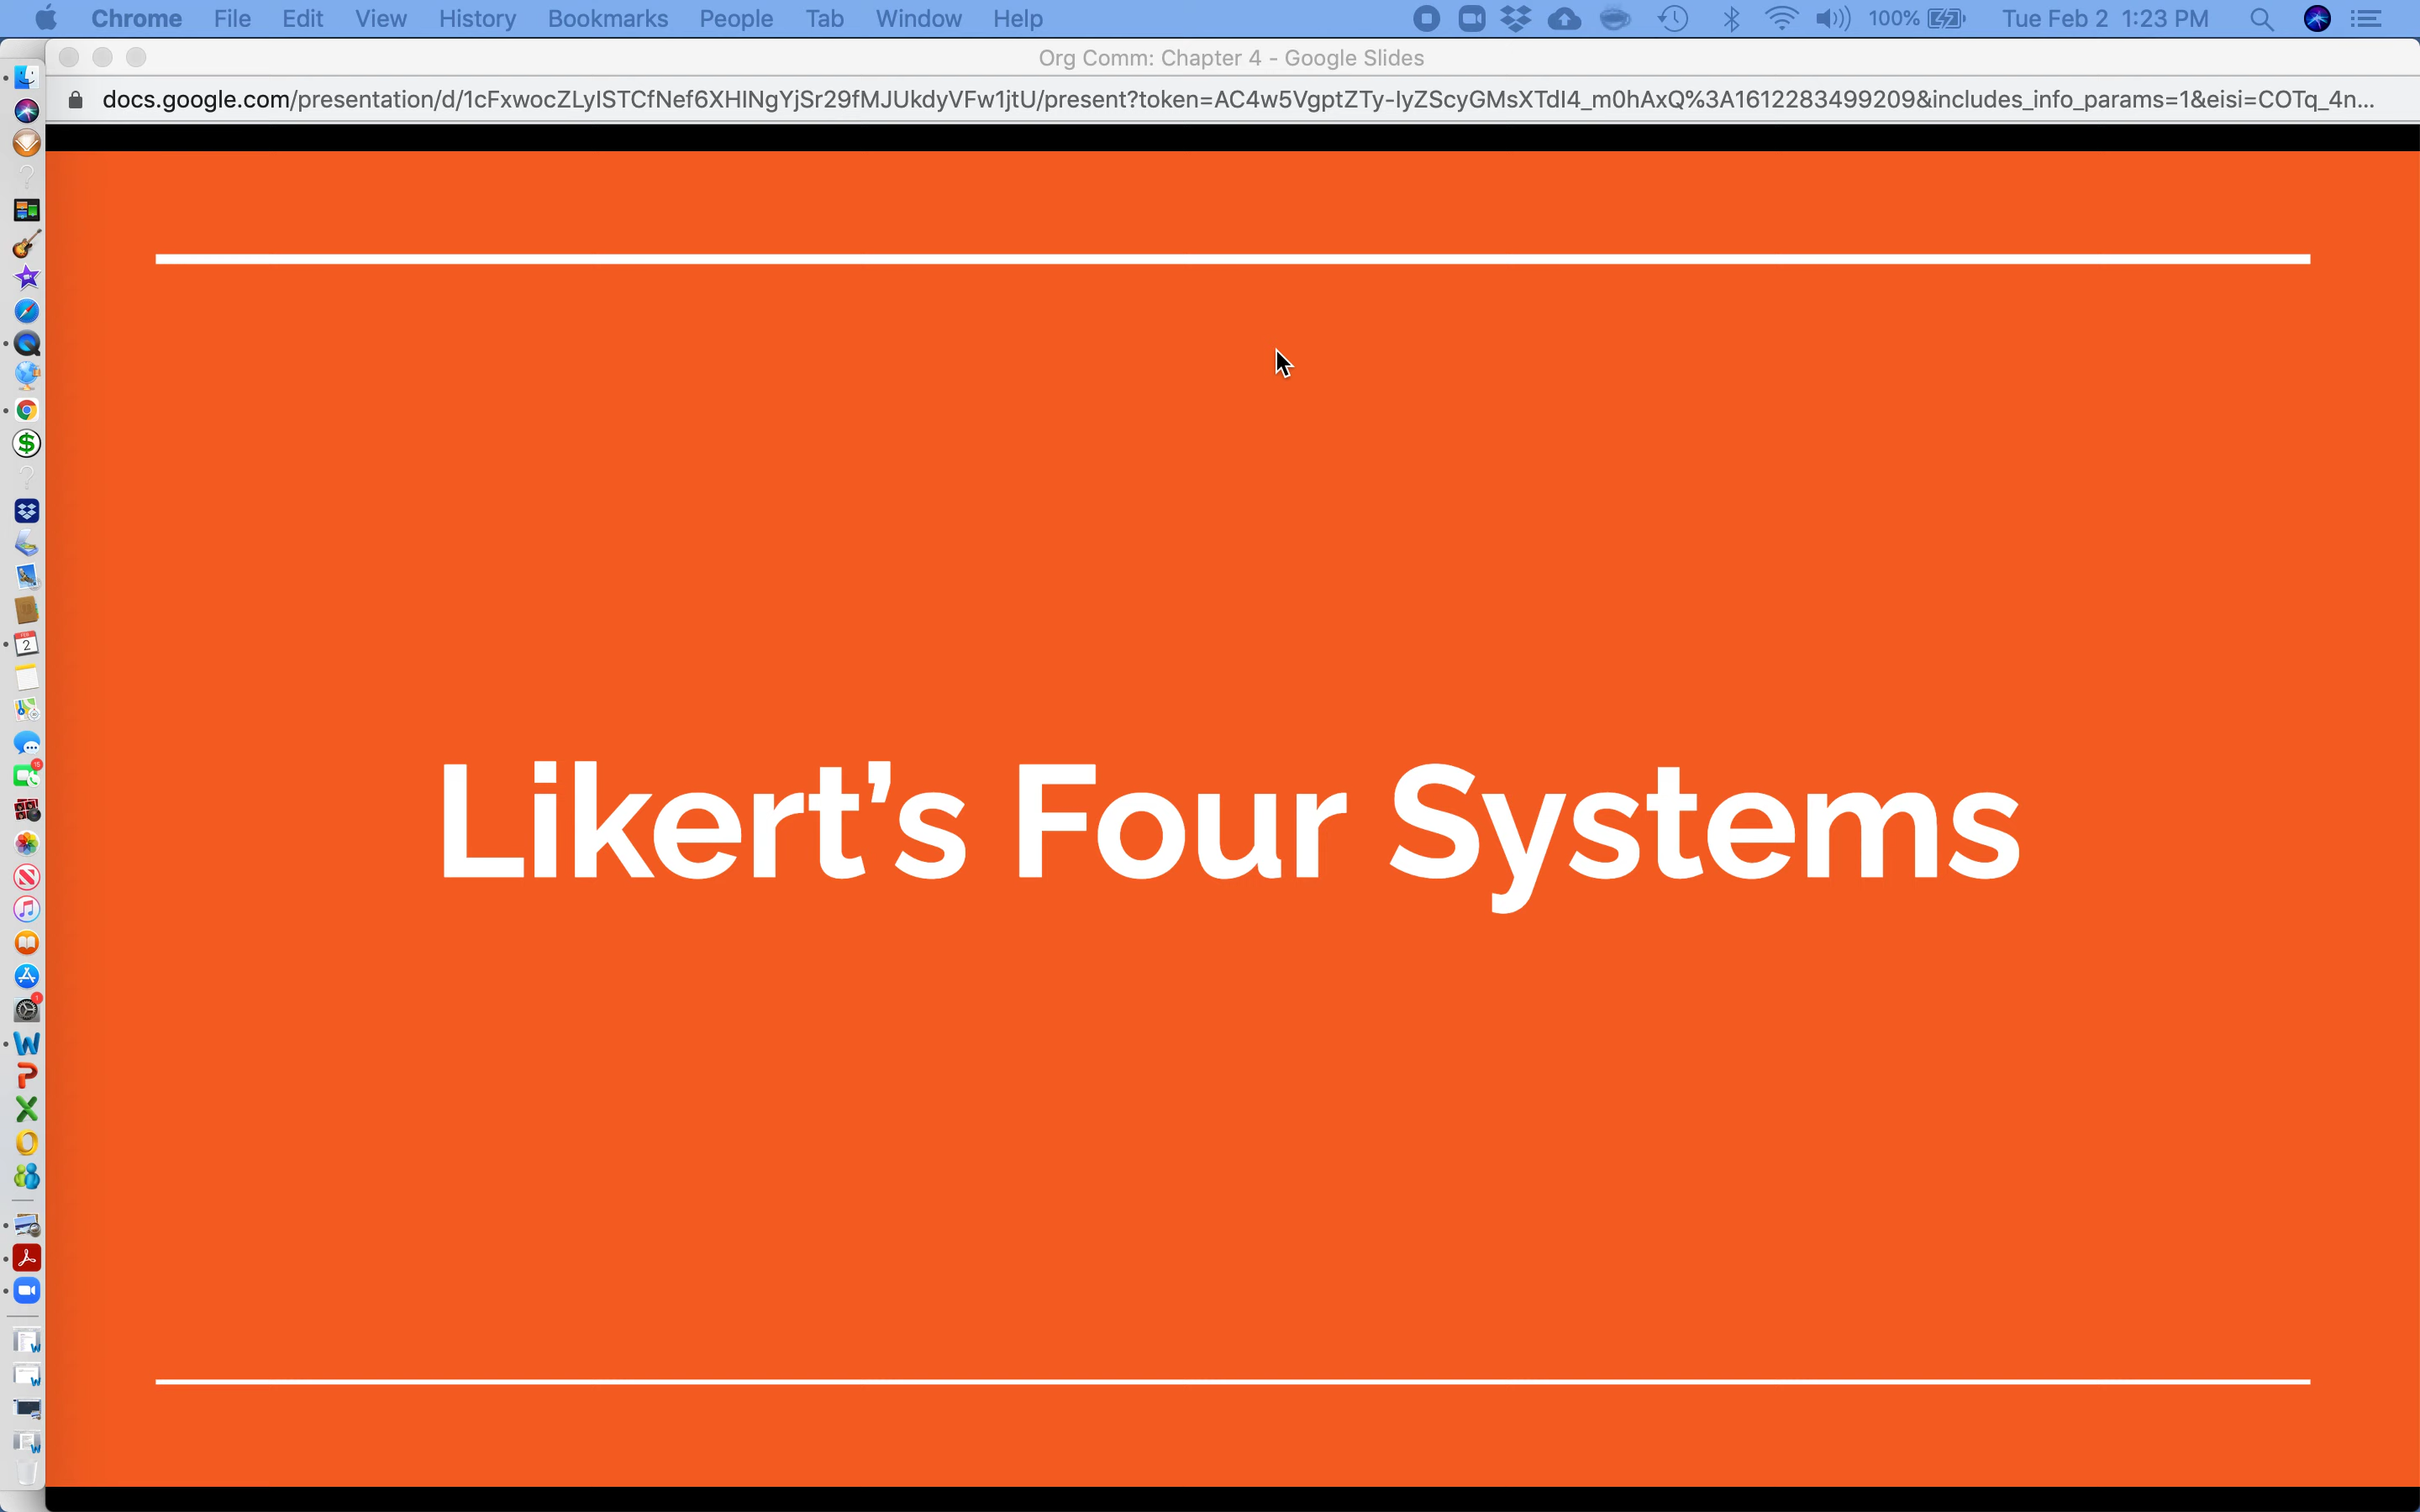 Chrome File Edit View History Bookmarks People Tab Window Help 100% Tue Feb 2 1:23 PM
Org Comm: Chapter 4 - Google Slides
docs.google.com/presentation/d/1cFxwocZLyISTCfNef6XHINgYjSr29fMJUkdyVFw1jtU/present?token=AC4w5VgptZTy-IyZScyGMsXTdI4_m0hAxQ%3A1612283499209&includes_info_params=1&eisi=COTq_4n...
Likert’s Four Systems